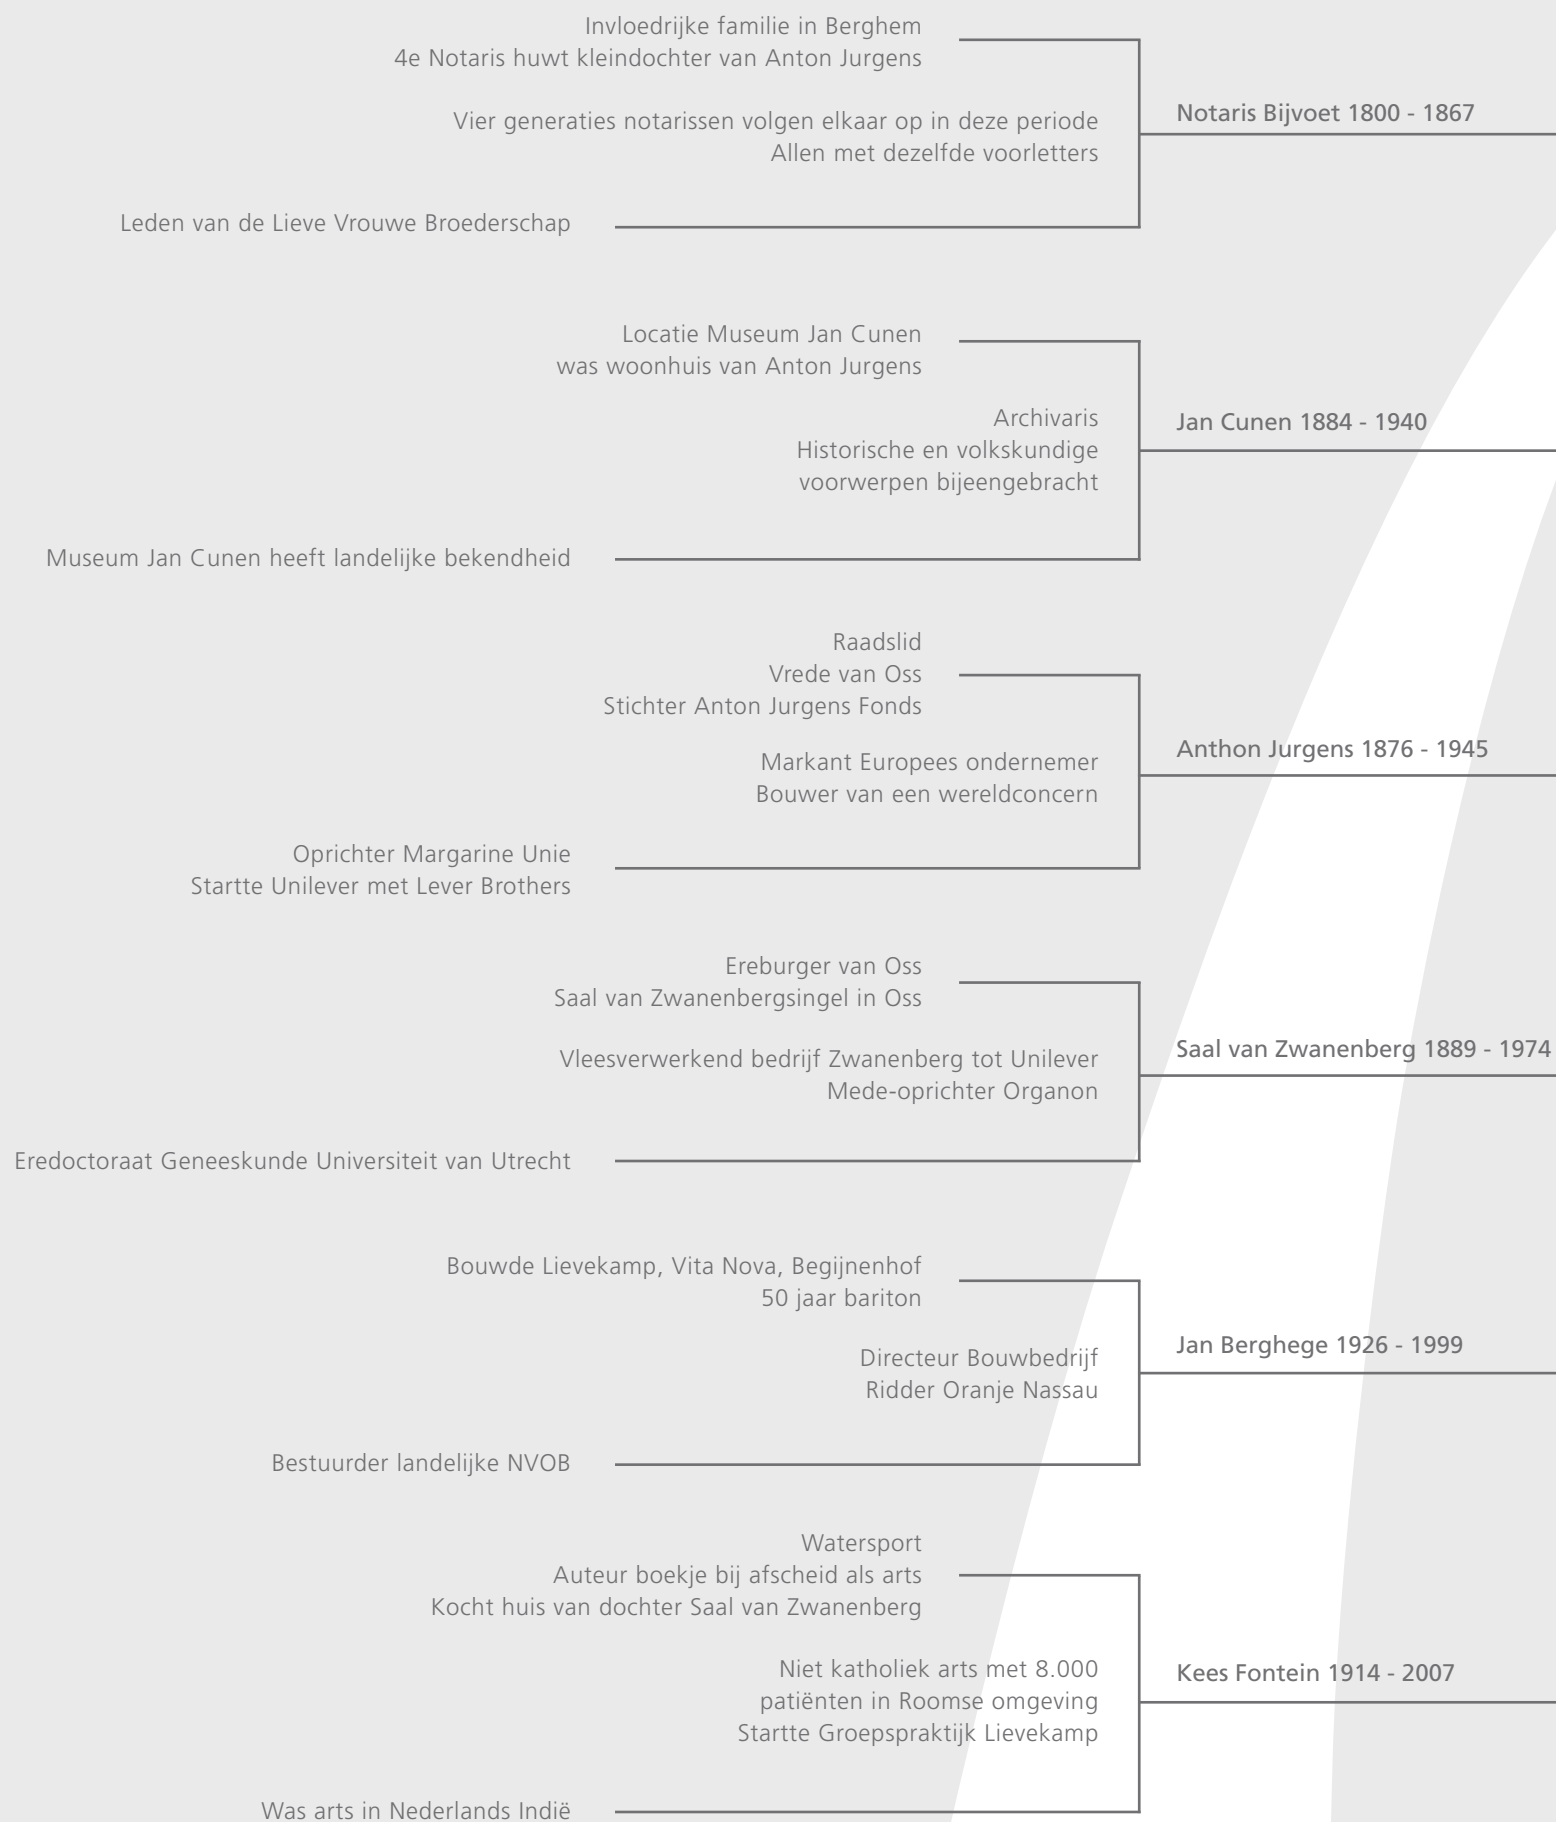 Invloedrijke familie in Berghem
4e Notaris huwt kleindochter van Anton Jurgens
Notaris Bijvoet 1800 - 1867
Vier generaties notarissen volgen elkaar op in deze periode
Allen met dezelfde voorletters
Leden van de Lieve Vrouwe Broederschap
Locatie Museum Jan Cunen
was woonhuis van Anton Jurgens
Jan Cunen 1884 - 1940
Archivaris
Historische en volkskundige
voorwerpen bijeengebracht
Museum Jan Cunen heeft landelijke bekendheid
Raadslid
Vrede van Oss
Stichter Anton Jurgens Fonds
Anthon Jurgens 1876 - 1945
Markant Europees ondernemer
Bouwer van een wereldconcern
Oprichter Margarine Unie
Startte Unilever met Lever Brothers
Ereburger van Oss
Saal van Zwanenbergsingel in Oss
Saal van Zwanenberg 1889 - 1974
Vleesverwerkend bedrijf Zwanenberg tot Unilever
Mede-oprichter Organon
Eredoctoraat Geneeskunde Universiteit van Utrecht
Bouwde Lievekamp, Vita Nova, Begijnenhof
50 jaar bariton
Jan Berghege 1926 - 1999
Directeur Bouwbedrijf
Ridder Oranje Nassau
Bestuurder landelijke NVOB
Watersport
Auteur boekje bij afscheid als arts
Kocht huis van dochter Saal van Zwanenberg
Kees Fontein 1914 - 2007
Niet katholiek arts met 8.000
patiënten in Roomse omgeving
Startte Groepspraktijk Lievekamp
Was arts in Nederlands Indië